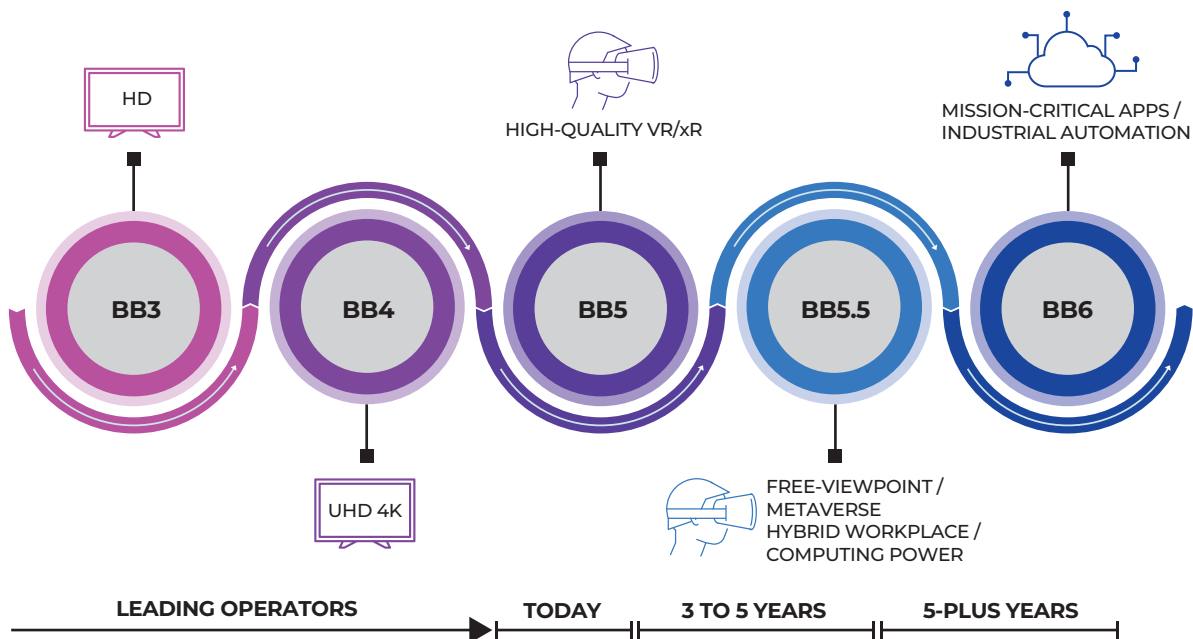 HD
HIGH-QUALITY VR/xR
MISSION-CRITICAL APPS /
INDUSTRIAL AUTOMATION
BB3
BB4
BB5
BB5.5
BB6
UHD 4K
FREE-VIEWPOINT /
METAVERSE
HYBRID WORKPLACE /
COMPUTING POWER
LEADING OPERATORS
TODAY
3 TO 5 YEARS
5-PLUS YEARS